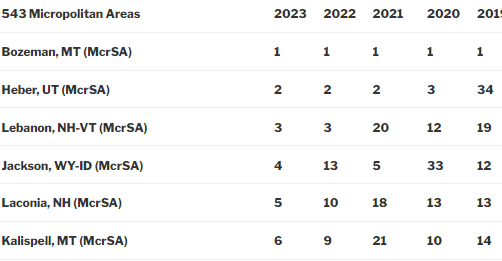 543 Micropolitan Areas 2023 2022 2021 2020 2019
Bozeman, MT (McrSA) 1 1 1 1 1
Heber, UT (McrSA) 2 2 2 3 34
Lebanon, NH-VT (McrSA) 3 3 20 12 19
Jackson, WY-ID (McrSA) 4 13 5 33 12
Laconia, NH (McrSA) 5 10 18 13 13
Kalispell, MT (McrSA) 6 9 21 10 14